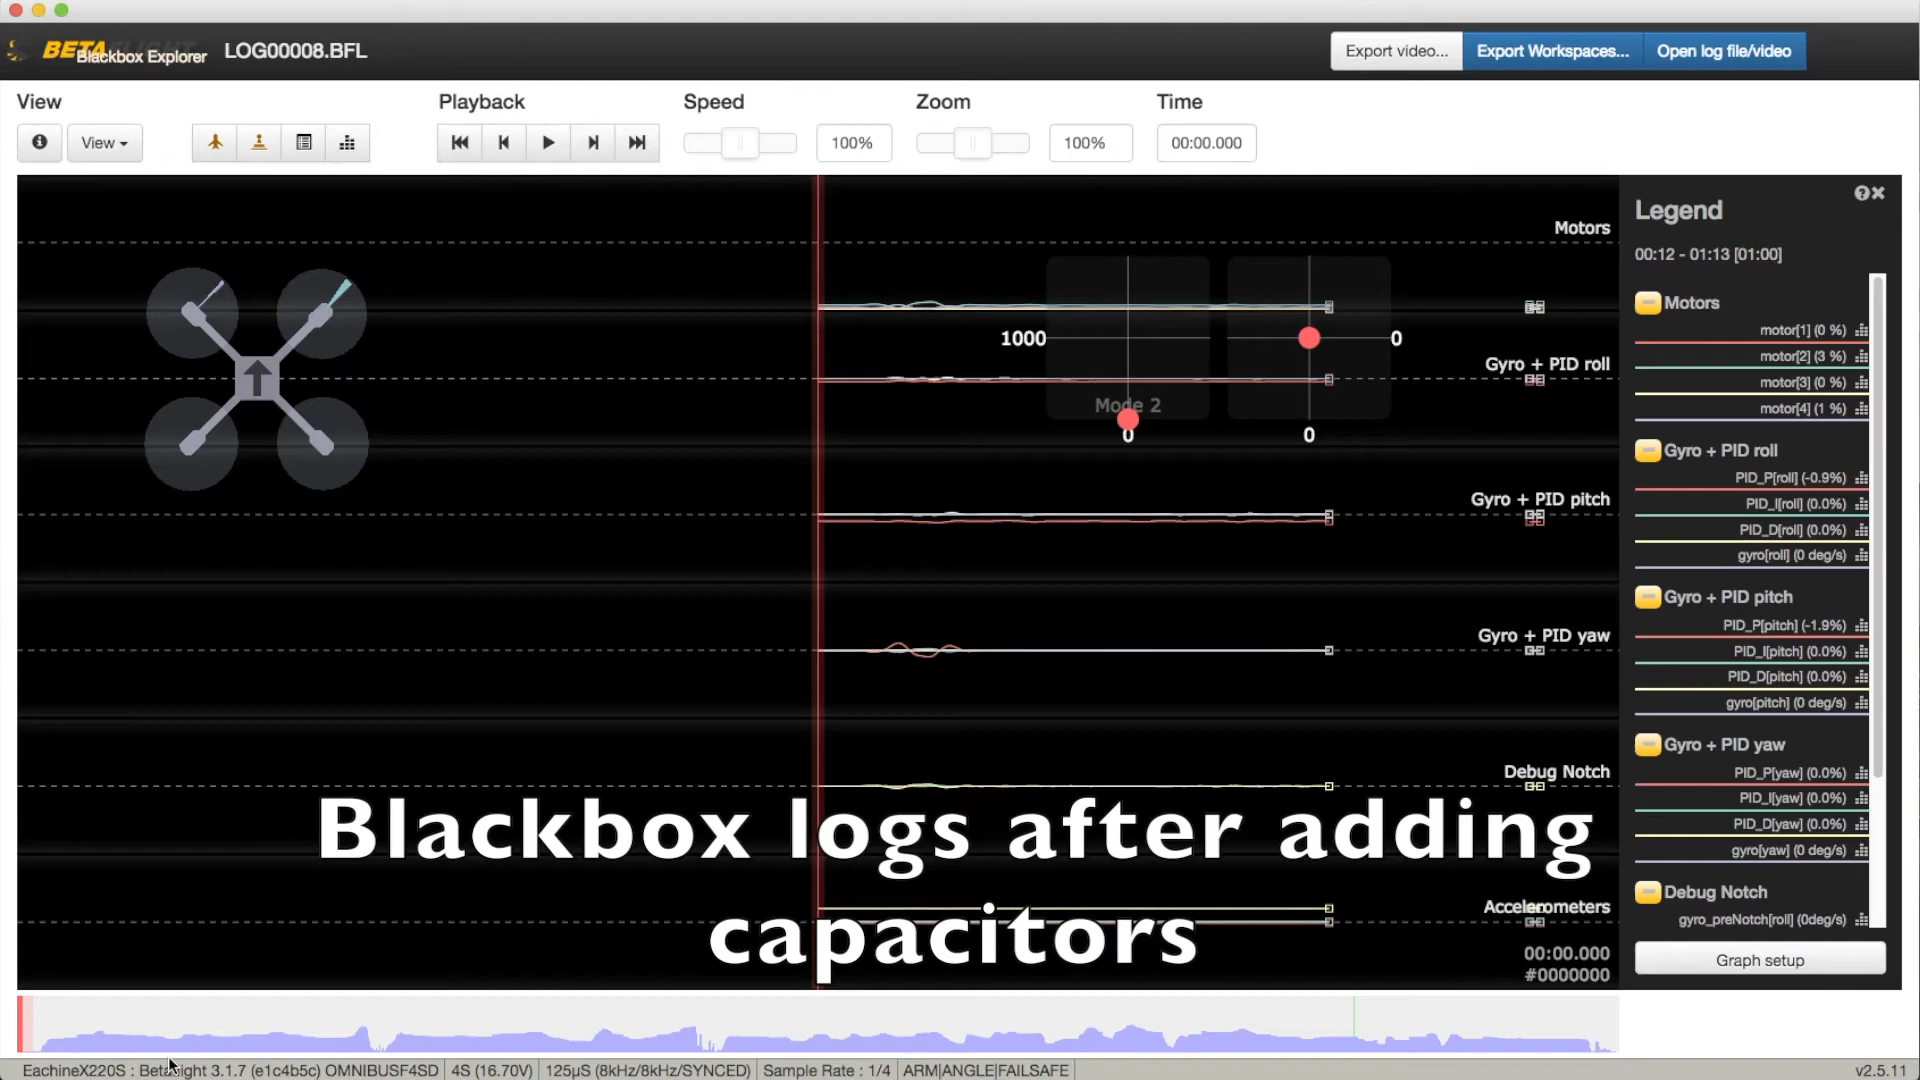 BETAFLIGHT
Blackbox Explorer
LOG00008.BFL
Export video...
Export Workspaces...
Open log file/video
View
Playback
Speed
Zoom
Time
View
100%
100%
00:00.000
Motors
1000
0
Gyro + PID roll
Mode 2
0
0
Gyro + PID pitch
Gyro + PID yaw
Debug Notch
Blackbox logs after adding
capacitors
Accelerometers
00:00.000
#0000000
Legend
00:12 - 01:13 [01:00]
Motors
motor[1] (0 %)
motor[2] (3 %)
motor[3] (0 %)
motor[4] (1 %)
Gyro + PID roll
PID_P[roll] (-0.9%)
PID_I[roll] (0.0%)
PID_D[roll] (0.0%)
gyro[roll] (0 deg/s)
Gyro + PID pitch
PID_P[pitch] (-1.9%)
PID_I[pitch] (0.0%)
PID_D[pitch] (0.0%)
gyro[pitch] (0 deg/s)
Gyro + PID yaw
PID_P[yaw] (0.0%)
PID_I[yaw] (0.0%)
PID_D[yaw] (0.0%)
gyro[yaw] (0 deg/s)
Debug Notch
gyro_preNotch[roll] (0deg/s)
Graph setup
EachineX220S : Betaflight 3.1.7 (e1c4b5c) OMNIBUSF4SD
4S (16.70V)
125µS (8kHz/8kHz/SYNCED)
Sample Rate : 1/4
ARM|ANGLE|FAILSAFE
v2.5.11